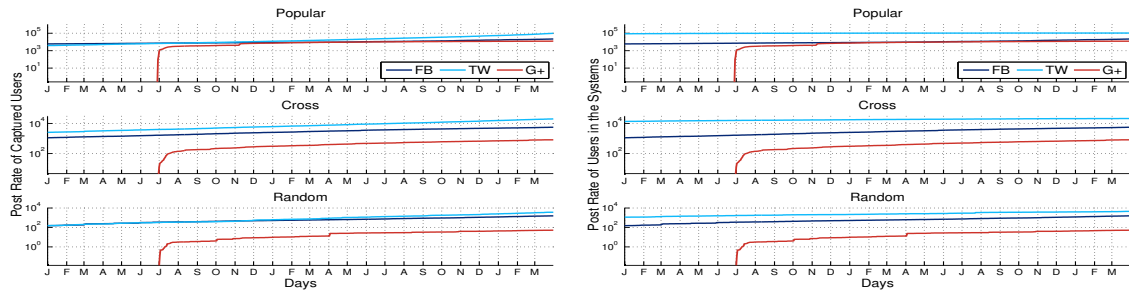 Popular
10^5
10^3
10^1
FB TW G+
J F M A M J J A S O N D J F M A M J J A S O N D J F M
Cross
10^4
10^2
J F M A M J J A S O N D J F M A M J J A S O N D J F M
Random
10^4
10^2
10^0
J F M A M J J A S O N D J F M A M J J A S O N D J F M
Days
Post Rate of Captured Users
Popular
10^5
10^3
10^1
FB TW G+
J F M A M J J A S O N D J F M A M J J A S O N D J F M
Cross
10^4
10^2
J F M A M J J A S O N D J F M A M J J A S O N D J F M
Random
10^4
10^2
10^0
J F M A M J J A S O N D J F M A M J J A S O N D J F M
Days
Post Rate of Users in the Systems